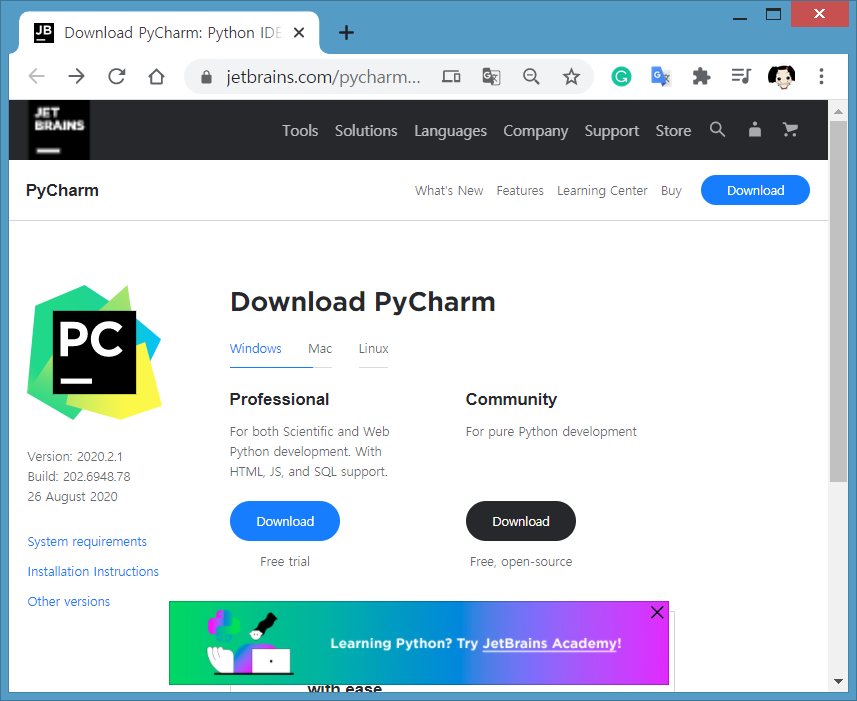 JB
Download PyCharm: Python IDE
jetbrains.com/pycharm...
JET
BRAINS
Tools Solutions Languages Company Support Store
PyCharm
What's New Features Learning Center Buy Download
PC
Download PyCharm
Windows Mac Linux
Professional
For both Scientific and Web
Python development. With
HTML, JS, and SQL support.
Download
Free trial
Community
For pure Python development
Download
Free, open-source
Version: 2020.2.1
Build: 202.6948.78
26 August 2020
System requirements
Installation Instructions
Other versions
Learning Python? Try JetBrains Academy!
with ease